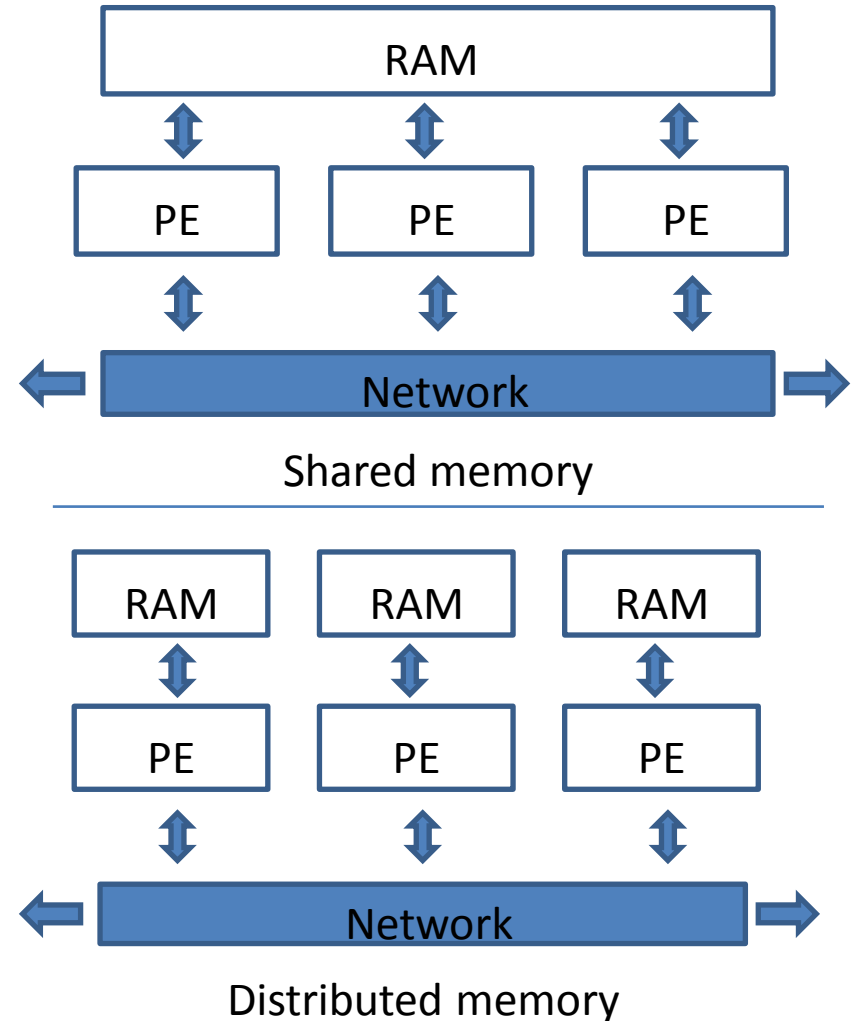 RAM
PE PE PE
Network
Shared memory
RAM RAM RAM
PE PE PE
Network
Distributed memory